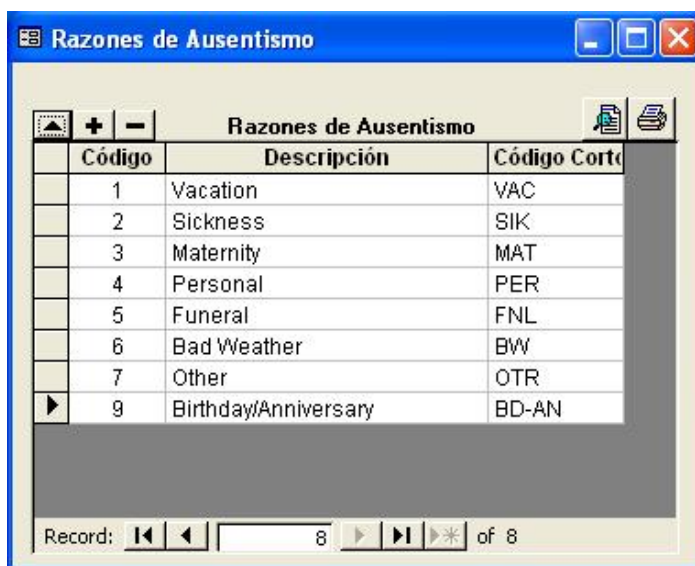 Razones de Ausentismo
Razones de Ausentismo
Código Descripción Código Corto
1 Vacation VAC
2 Sickness SIK
3 Maternity MAT
4 Personal PER
5 Funeral FNL
6 Bad Weather BW
7 Other OTR
9 Birthday/Anniversary BD-AN
Record: 8 of 8